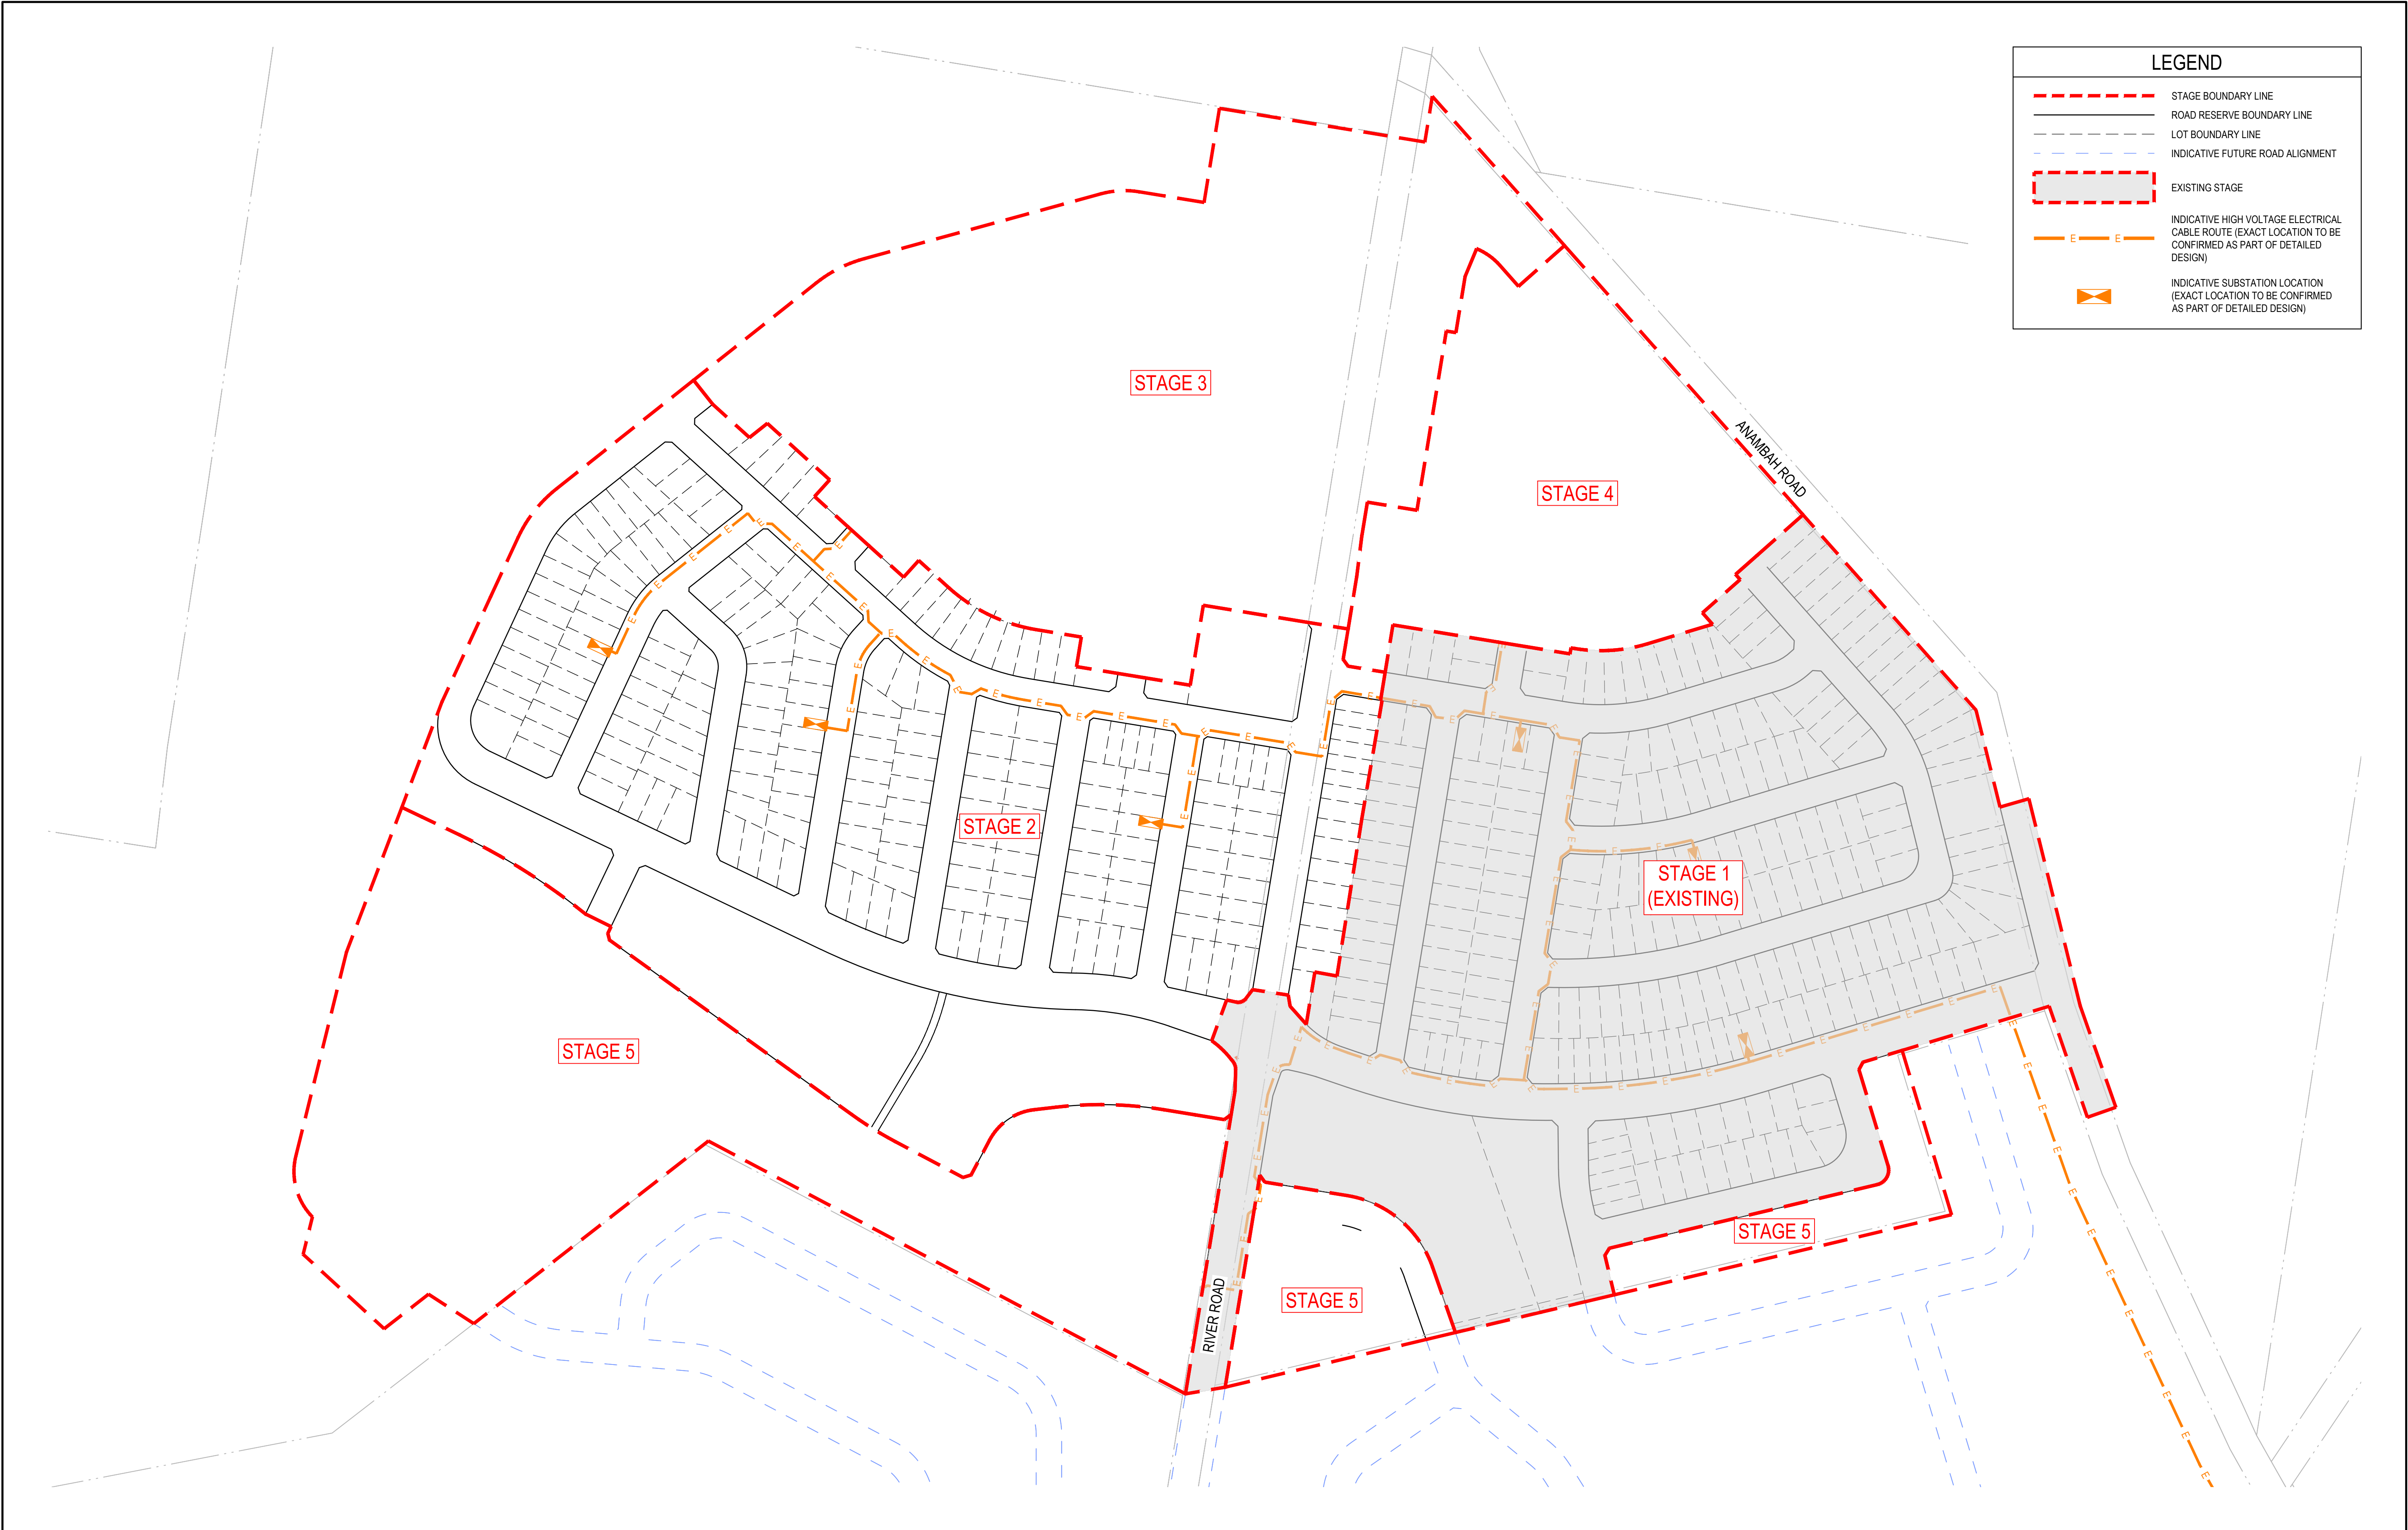 LEGEND
STAGE BOUNDARY LINE
ROAD RESERVE BOUNDARY LINE
LOT BOUNDARY LINE
INDICATIVE FUTURE ROAD ALIGNMENT
EXISTING STAGE
INDICATIVE HIGH VOLTAGE ELECTRICAL
CABLE ROUTE (EXACT LOCATION TO BE
CONFIRMED AS PART OF DETAILED
DESIGN)
E E
INDICATIVE SUBSTATION LOCATION
(EXACT LOCATION TO BE CONFIRMED
AS PART OF DETAILED DESIGN)
STAGE 3
ANAMBAH ROAD
STAGE 4
STAGE 2
STAGE 1
(EXISTING)
STAGE 5
STAGE 5
STAGE 5
RIVER ROAD